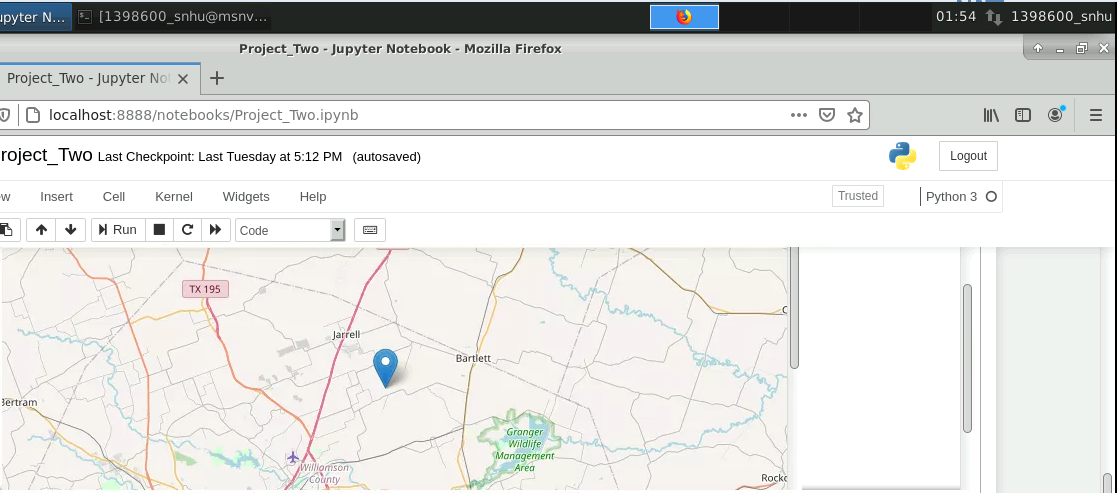 upyter N...
[1398600_snhu@msnv...
01:54
1398600_snhu
Project_Two - Jupyter Notebook - Mozilla Firefox
Project_Two - Jupyter No
localhost:8888/notebooks/Project_Two.ipynb
roject_Two Last Checkpoint: Last Tuesday at 5:12 PM (autosaved)
Logout
ew Insert Cell Kernel Widgets Help
Trusted
Python 3
Run
Code
TX 195
Jarrell
Bartlett
Bertram
Granger
Wildlife
Management
Area
Williamson
County
Rockd